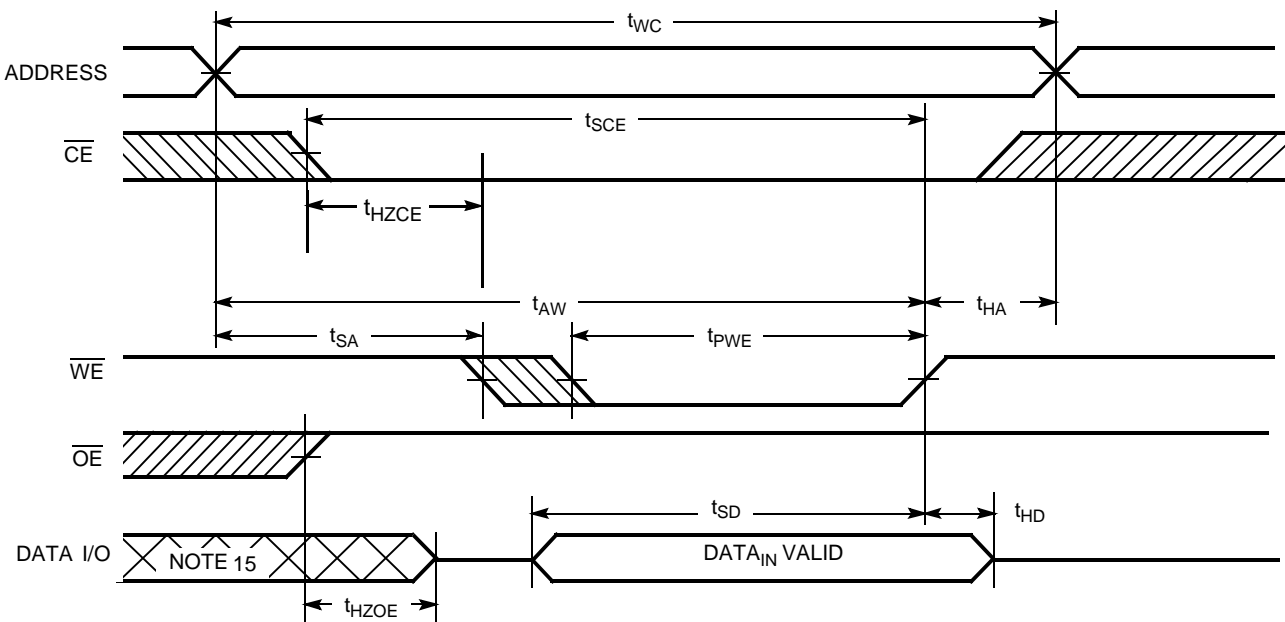 tWC
ADDRESS
tSCE
CE
tHZCE
tAW
tHA
tSA
tPWE
WE
OE
tSD
tHD
DATA I/O
NOTE 15
DATAIN VALID
tHZOE